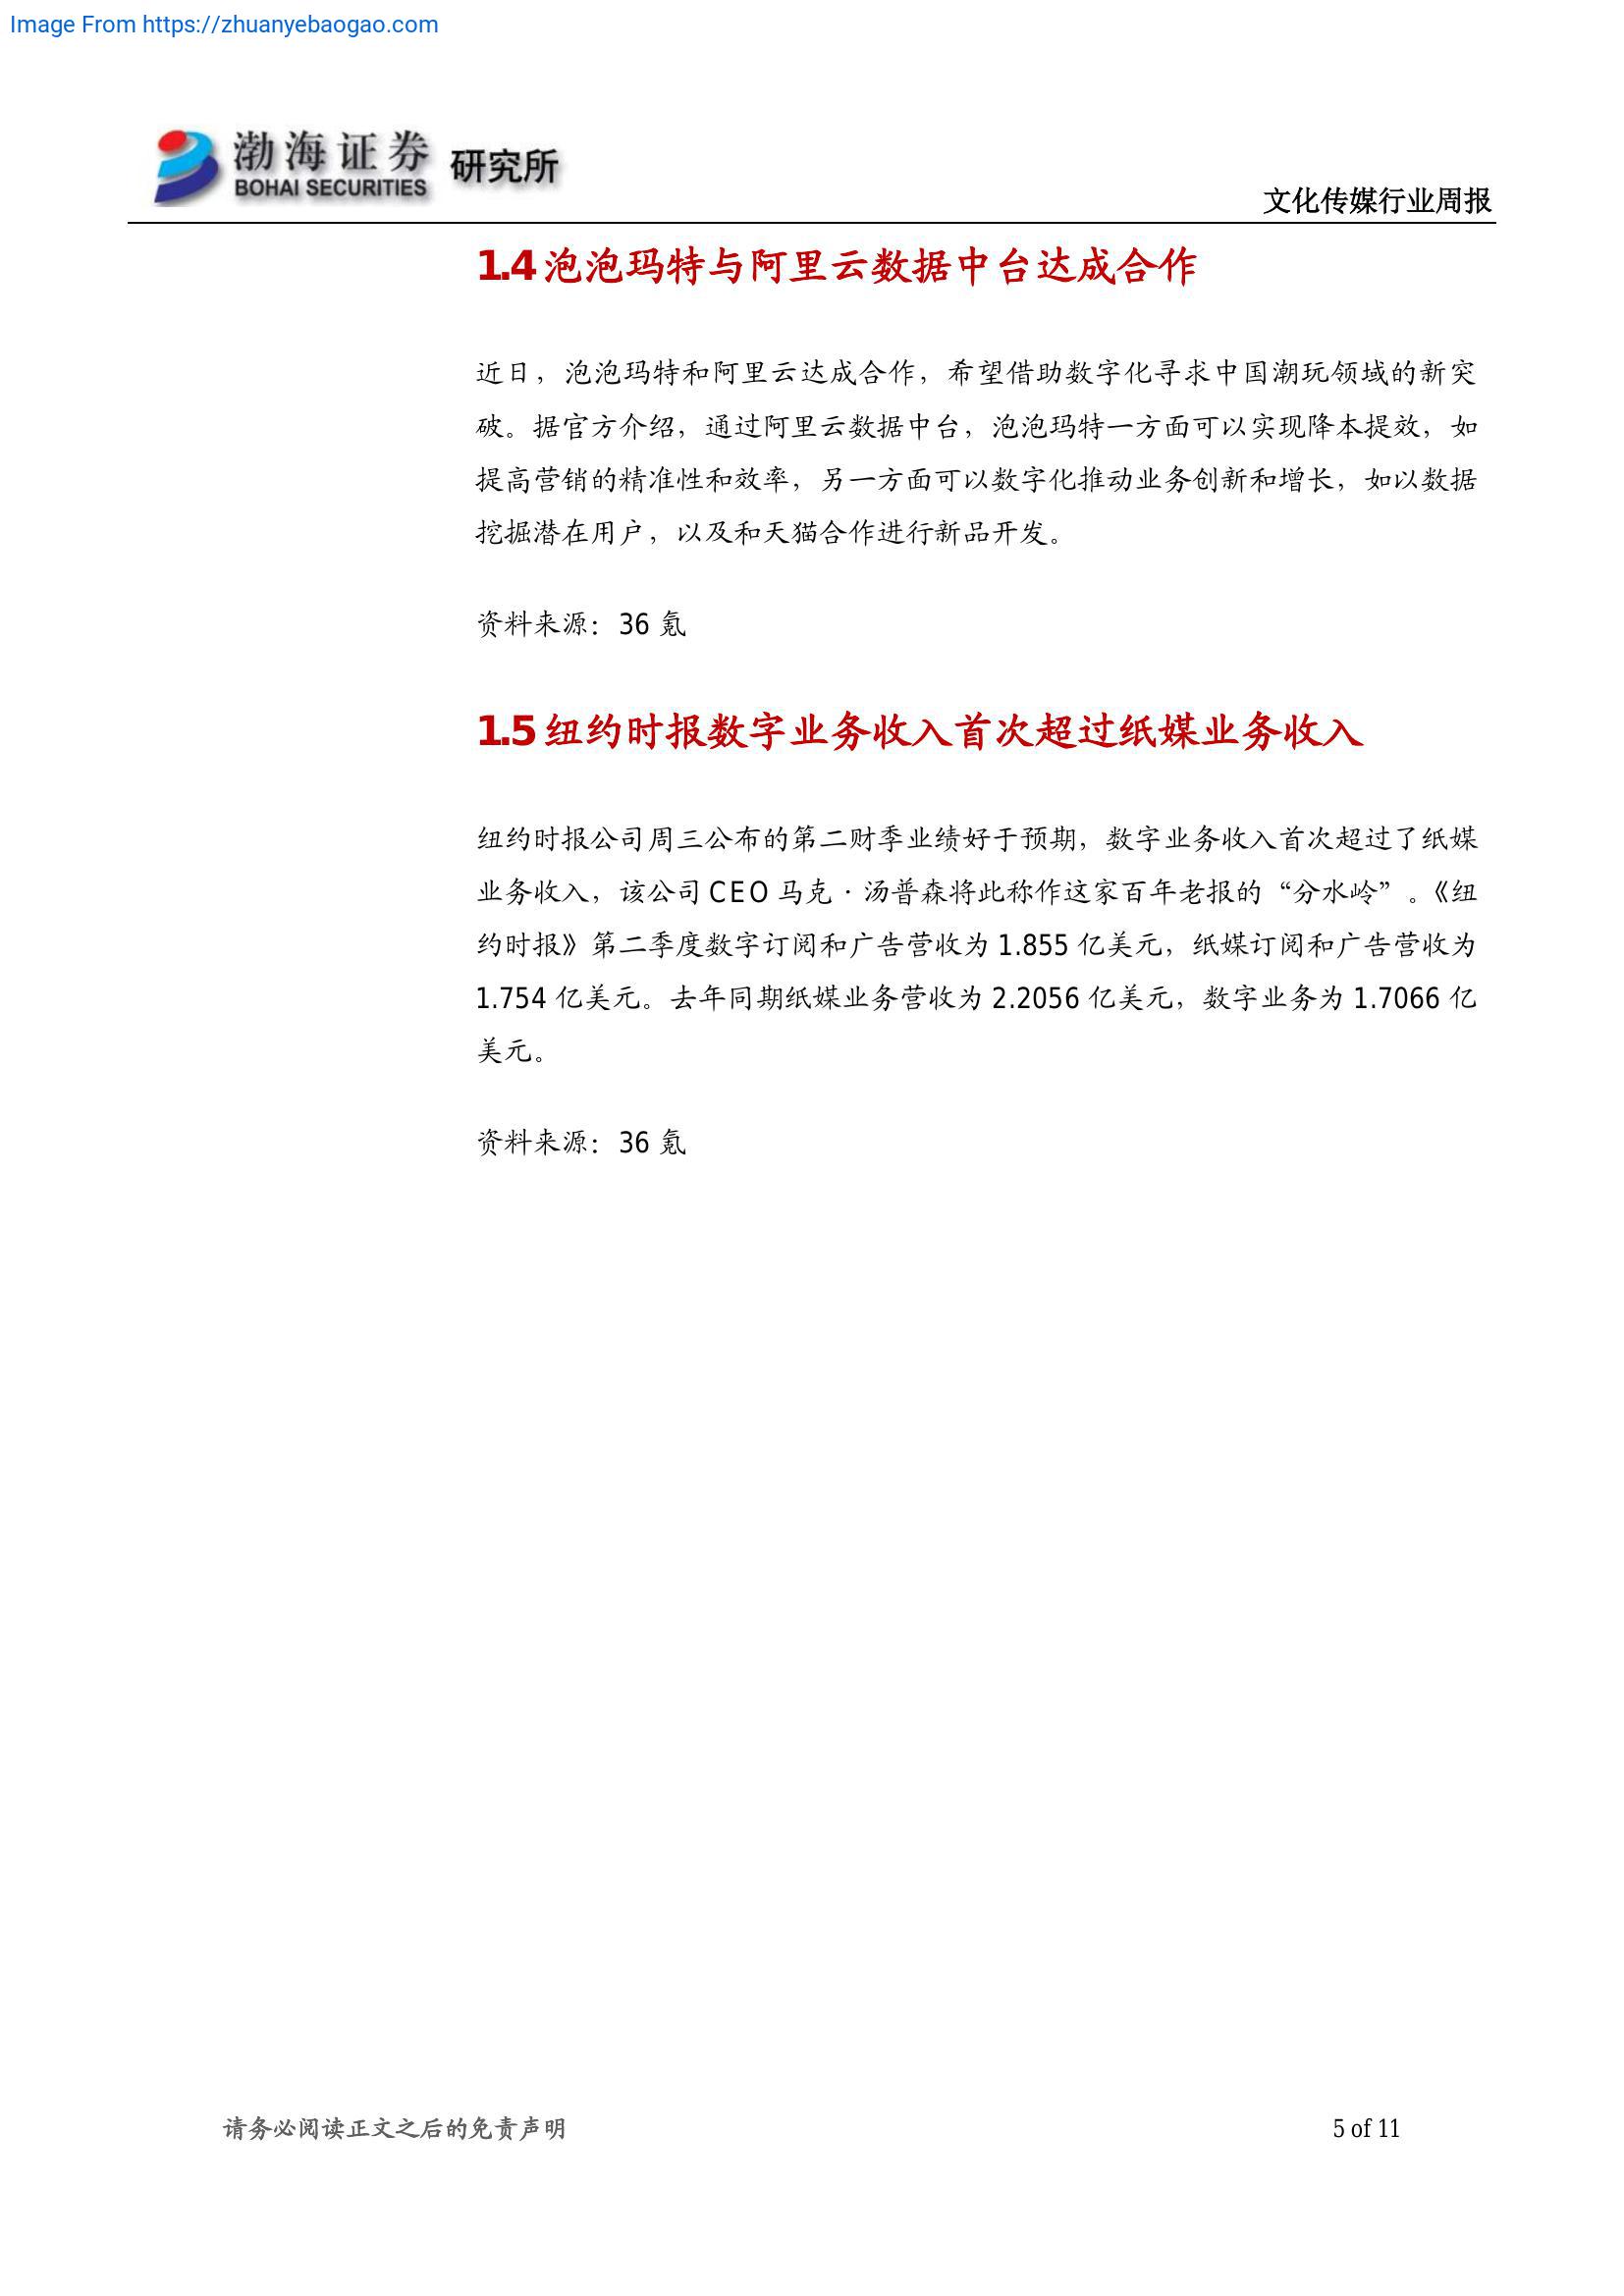 Image From https://zhuanyebaogao.com
渤海证券 研究所
BOHAI SECURITIES
文化传媒行业周报
1.4 泡泡玛特与阿里云数据中台达成合作
近日，泡泡玛特和阿里云达成合作，希望借助数字化寻求中国潮玩领域的新突
破。据官方介绍，通过阿里云数据中台，泡泡玛特一方面可以实现降本提效，如
提高营销的精准性和效率，另一方面可以数字化推动业务创新和增长，如以数据
挖掘潜在用户，以及和天猫合作进行新品开发。
资料来源：36 氪
1.5 纽约时报数字业务收入首次超过纸媒业务收入
纽约时报公司周三公布的第二财季业绩好于预期，数字业务收入首次超过了纸媒
业务收入，该公司 CEO 马克·汤普森将此称作这家百年老报的“分水岭”。《纽
约时报》第二季度数字订阅和广告营收为 1.855 亿美元，纸媒订阅和广告营收为
1.754 亿美元。去年同期纸媒业务营收为 2.2056 亿美元，数字业务为 1.7066 亿
美元。
资料来源：36 氪
请务必阅读正文之后的免责声明
5 of 11